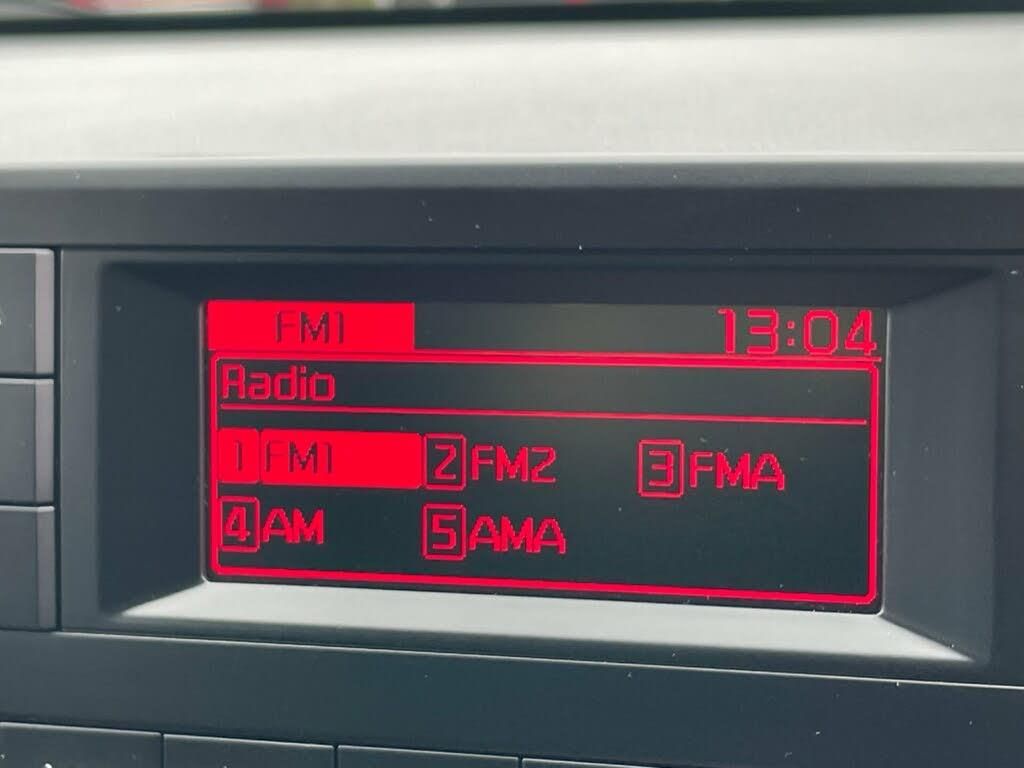 FM1 13:04
Radio
1 FM1 2 FM2 3 FMA
4 AM 5 AMA